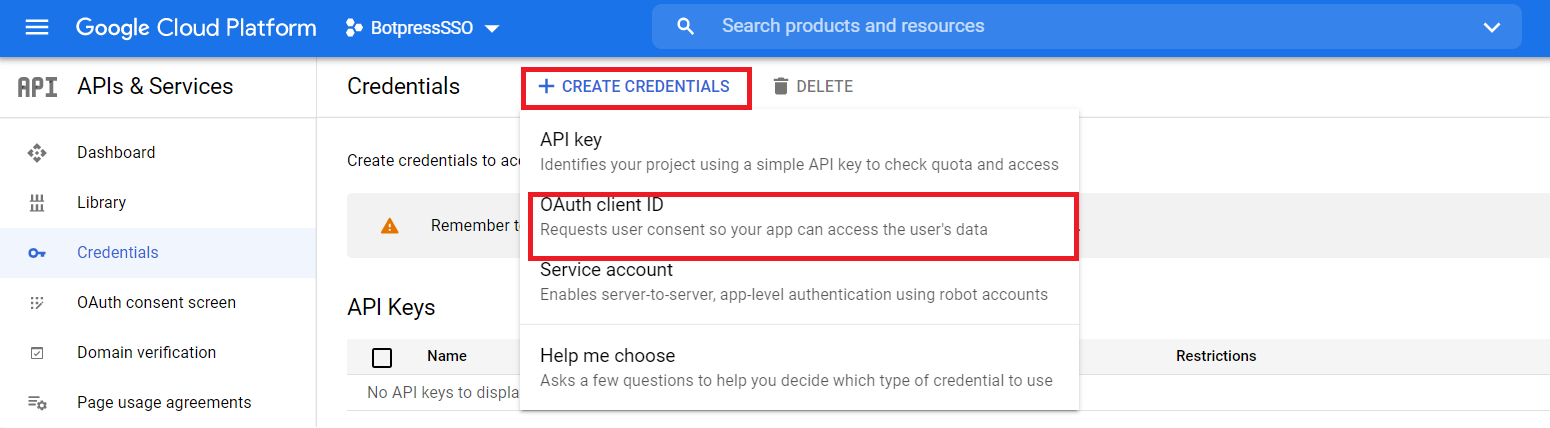 Google Cloud Platform
BotpressSSO
Search products and resources
API
APIs & Services
Credentials
CREATE CREDENTIALS
DELETE
Dashboard
Library
Credentials
OAuth consent screen
Domain verification
Page usage agreements
Create credentials to
API key
Identifies your project using a simple API key to check quota and access
Remember
OAuth client ID
Requests user consent so your app can access the user's data
Service account
Enables server-to-server, app-level authentication using robot accounts
API Keys
Help me choose
Asks a few questions to help you decide which type of credential to use
Name
Restrictions
No API keys to